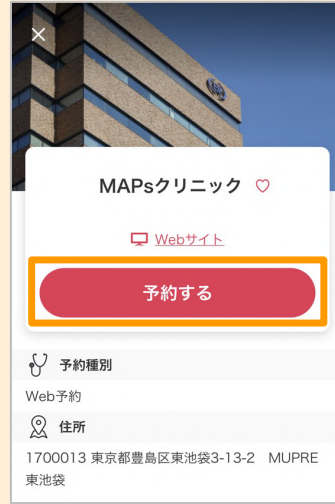 MAPsクリニック
Webサイト
予約する
予約種別
Web予約
住所
1700013 東京都豊島区東池袋3-13-2 MUPRE
東池袋